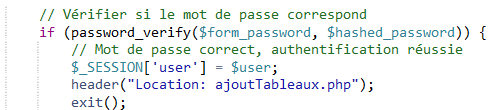 // Vérifier si le mot de passe correspond
if (password_verify($form_password, $hashed_password)) {
// Mot de passe correct, authentification réussie
$_SESSION['user'] = $user;
header("Location: ajoutTableaux.php");
exit();